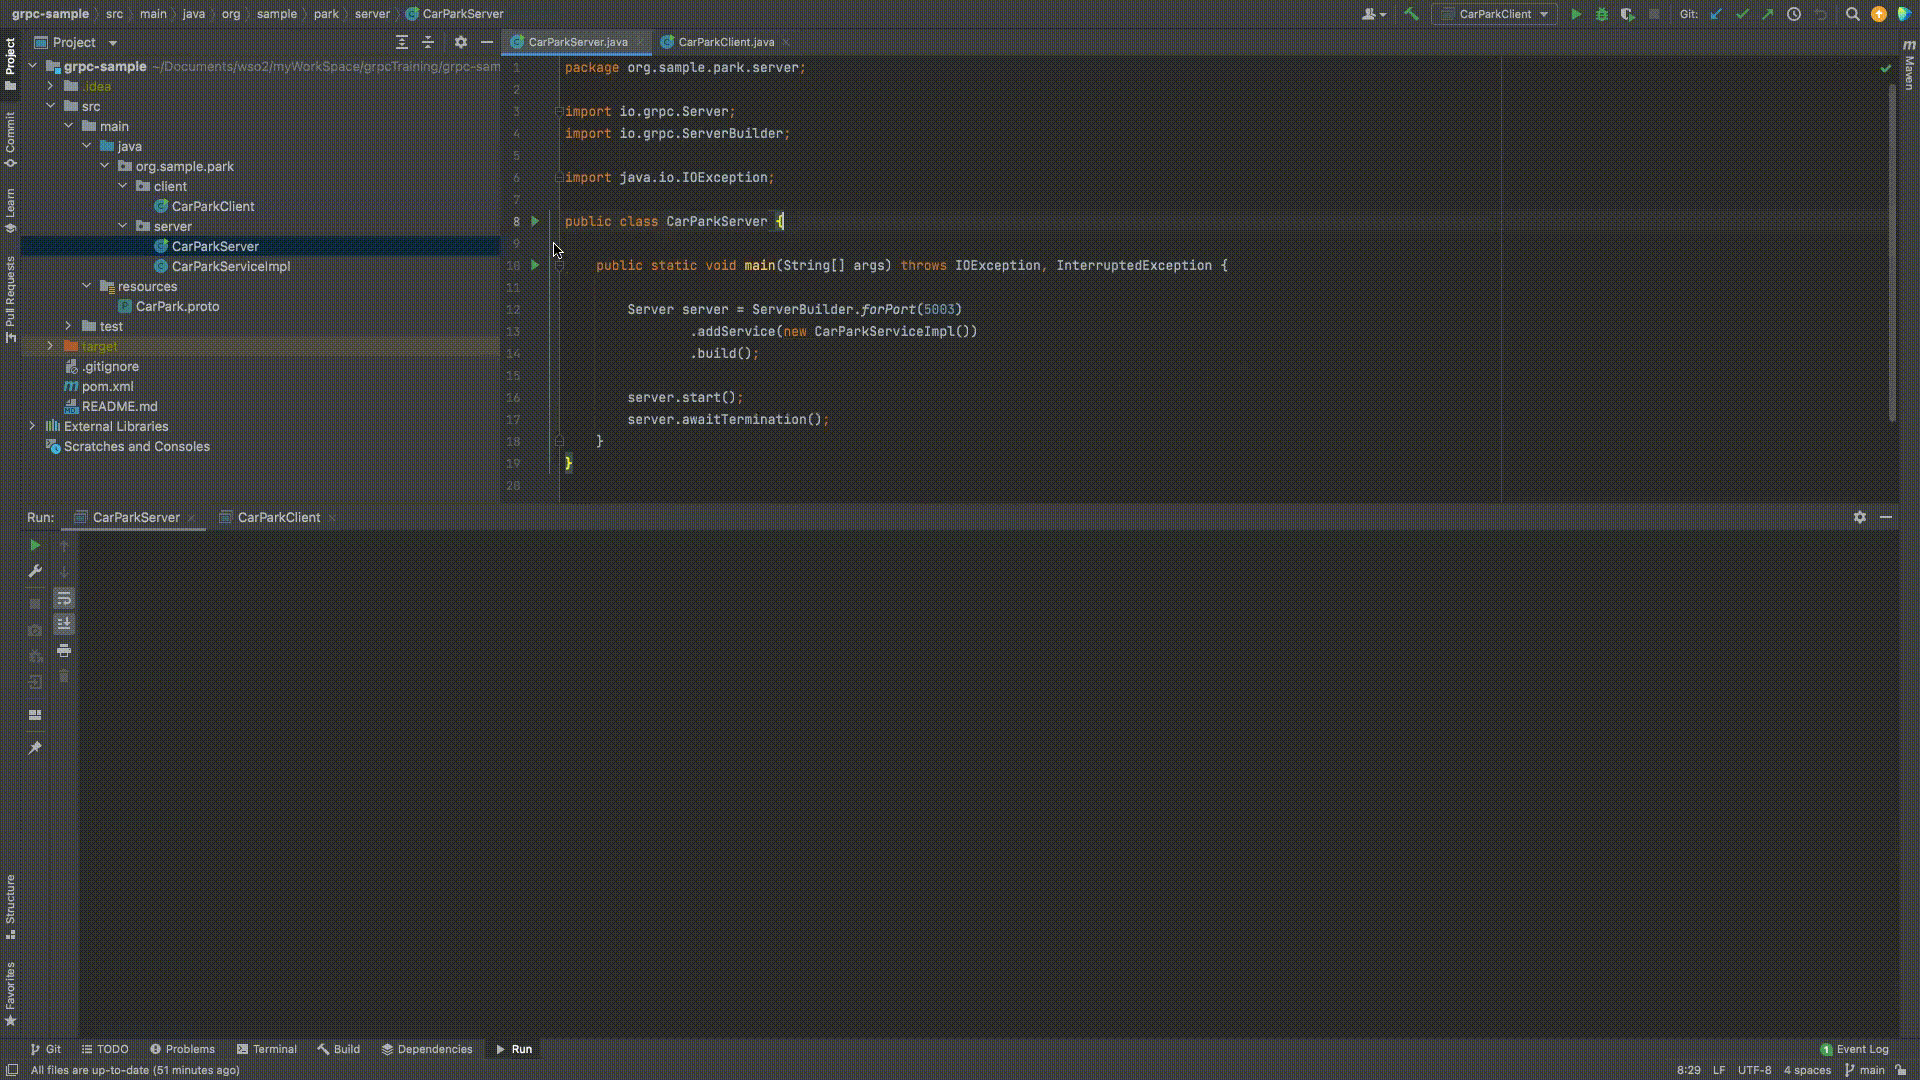 grpc-sample src main java org sample park server CarParkServer
CarParkClient Git:
Project
CarParkServer.java CarParkClient.java
grpc-sample ~/Documents/wso2/myWorkSpace/grpcTraining/grpc-sam
.idea
src
main
java
org.sample.park
client
CarParkClient
server
CarParkServer
CarParkServiceImpl
resources
CarPark.proto
test
target
.gitignore
pom.xml
README.md
External Libraries
Scratches and Consoles
1 package org.sample.park.server;
2
3 import io.grpc.Server;
4 import io.grpc.ServerBuilder;
5
6 import java.io.IOException;
7
8 public class CarParkServer {
9
10 public static void main(String[] args) throws IOException, InterruptedException {
11
12 Server server = ServerBuilder.forPort(5003)
13 .addService(new CarParkServiceImpl())
14 .build();
15
16 server.start();
17 server.awaitTermination();
18 }
19 }
20
Project
Commit
Learn
Pull Requests
Structure
Favorites
m Maven
Run: CarParkServer CarParkClient
Git TODO Problems Terminal Build Dependencies Run 1 Event Log
All files are up-to-date (51 minutes ago) 8:29 LF UTF-8 4 spaces main